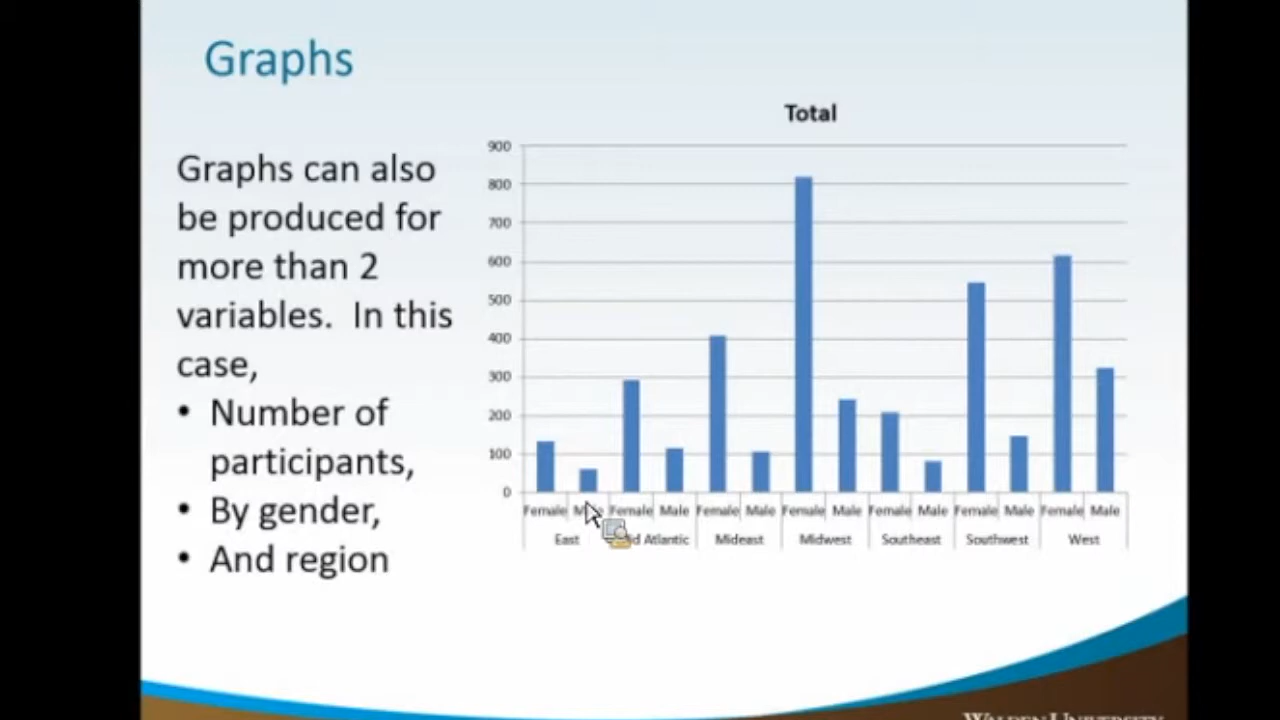 Graphs
Graphs can also
be produced for
more than 2
variables.  In this
case,
• Number of
participants,
• By gender,
• And region
Total
900
800
700
600
500
400
300
200
100
0
Female Female Male Female Male Female Male Female Male Female Male Female Male
East Atlantic Mideast Midwest Southeast Southwest West
WALDEN UNIVERSITY